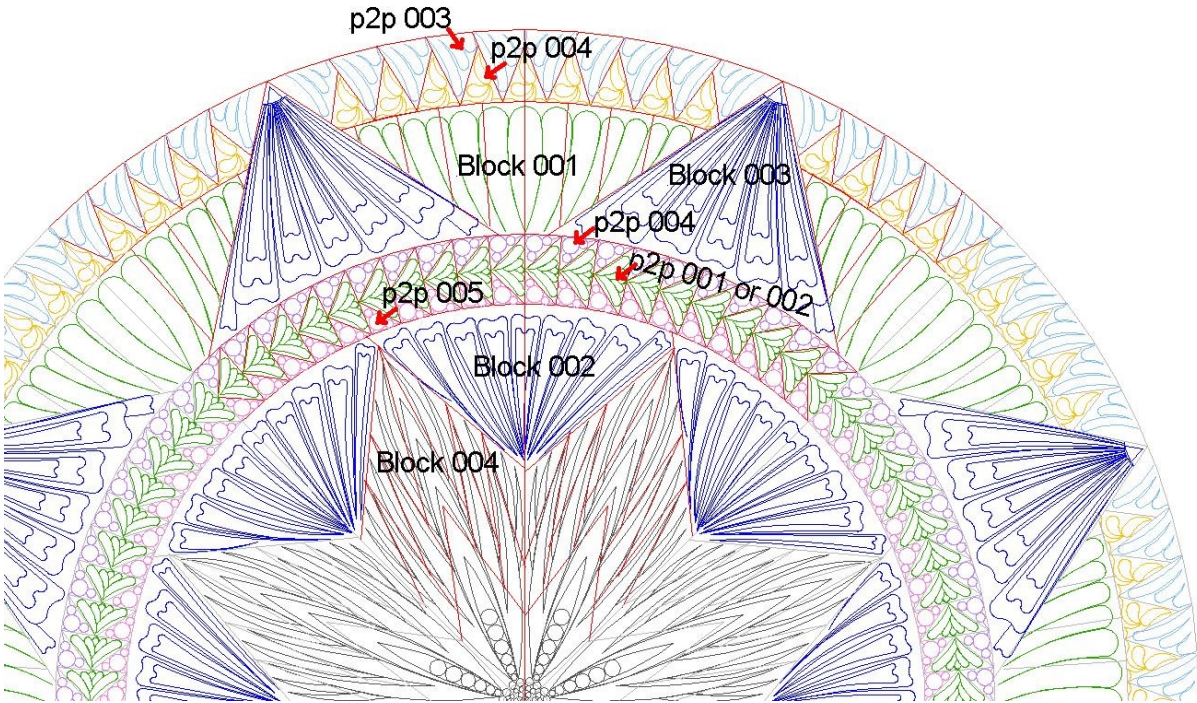 p2p 003
p2p 004
Block 001
Block 003
p2p 004
p2p 001 or 002
p2p 005
Block 002
Block 004